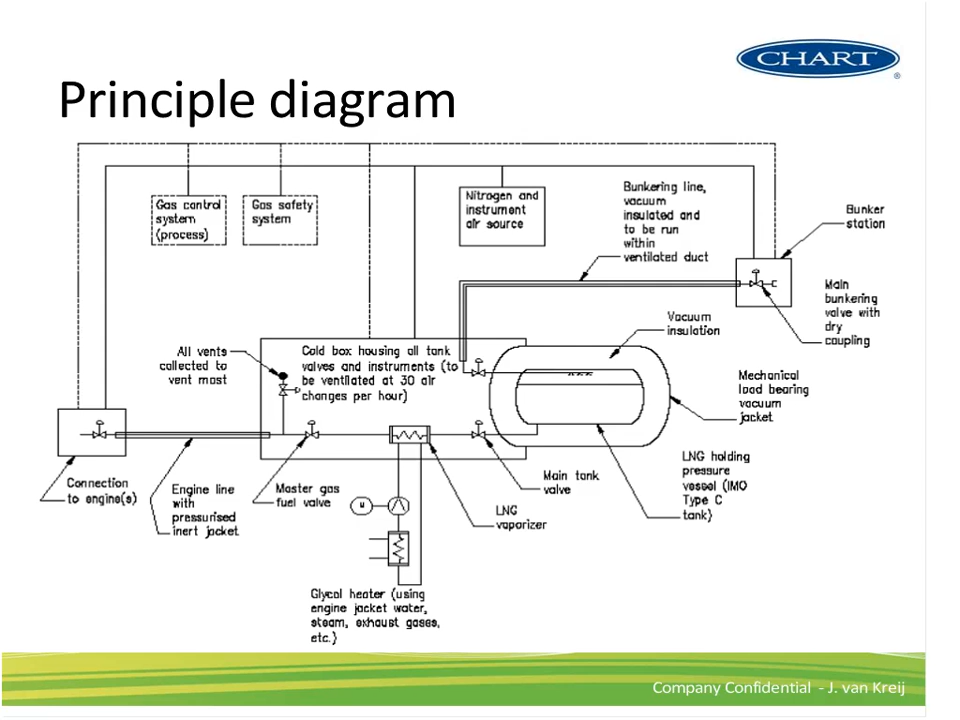 CHART
®
Principle diagram
Gas control
system
(process)
Gas safety
system
Nitrogen and
instrument
air source
Bunkering line,
vacuum
insulated and
to be run
within
ventilated duct
Bunker
station
Main
bunkering
valve with
dry
coupling
Vacuum
insulation
All vents
collected to
vent mast
Cold box housing all tank
valves and instruments (to
be ventilated at 30 air
changes per hour)
Mechanical
load bearing
vacuum
jacket
Connection
to engine(s)
Engine line
with
pressurised
inert jacket
Master gas
fuel valve
M
LNG
vaporizer
Main tank
valve
LNG holding
pressure
vessel (IMO
Type C
tank)
Glycol heater (using
engine jacket water,
steam, exhaust gases,
etc.)
Company Confidential - J. van Kreij